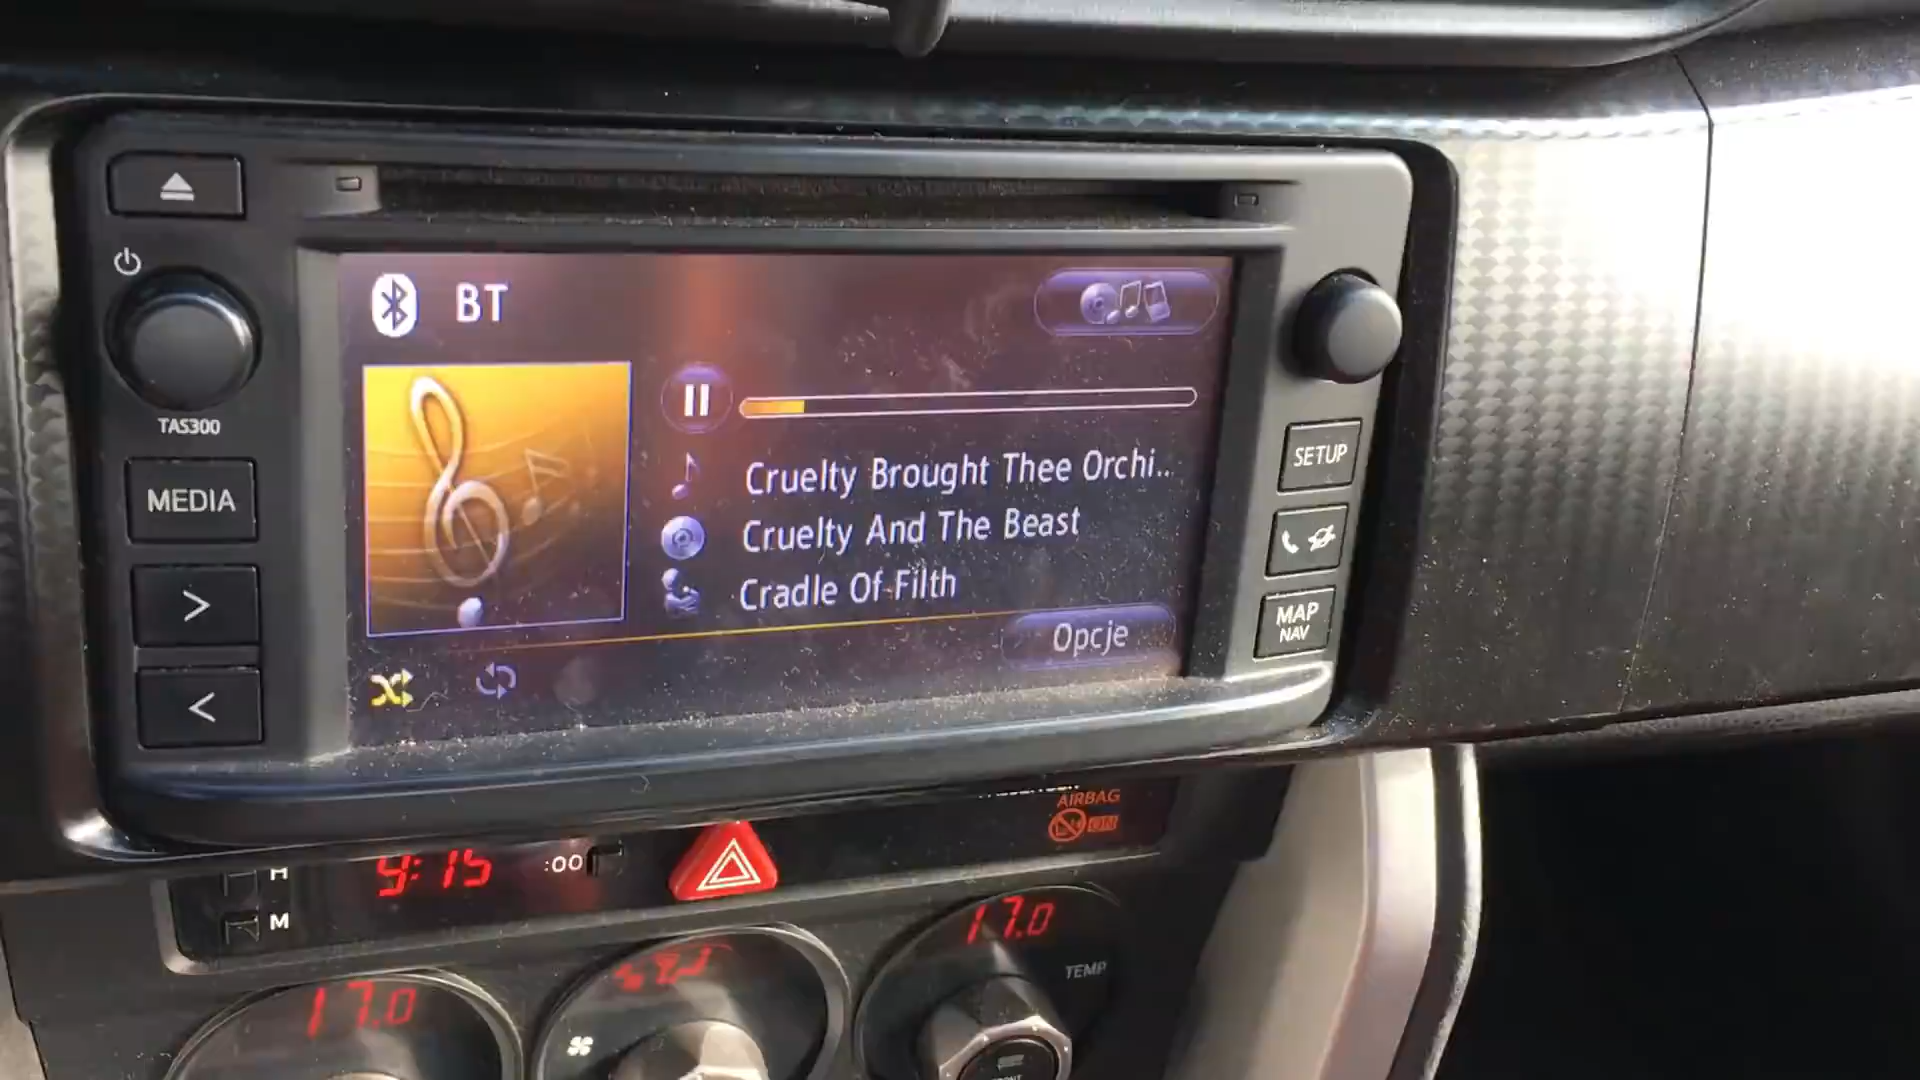 BT
TAS300
MEDIA
SETUP
MAP
NAV
Cruelty Brought Thee Orchi..
Cruelty And The Beast
Cradle Of Filth
Opcje
AIRBAG
ON
H
9:15
:00
M
17.0
17.0
TEMP